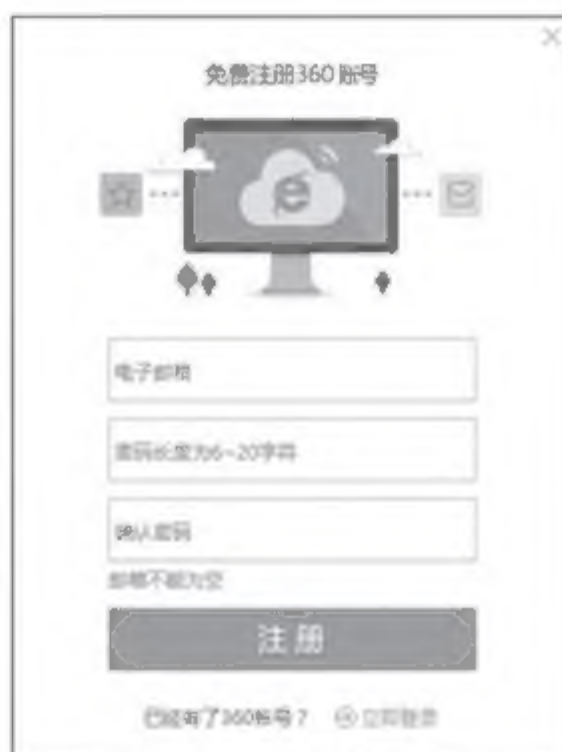 免费注册360账号
电子邮箱
密码长度为6~20字符
确认密码
邮箱不能为空
注册
已经有了360帐号？ 立即登录